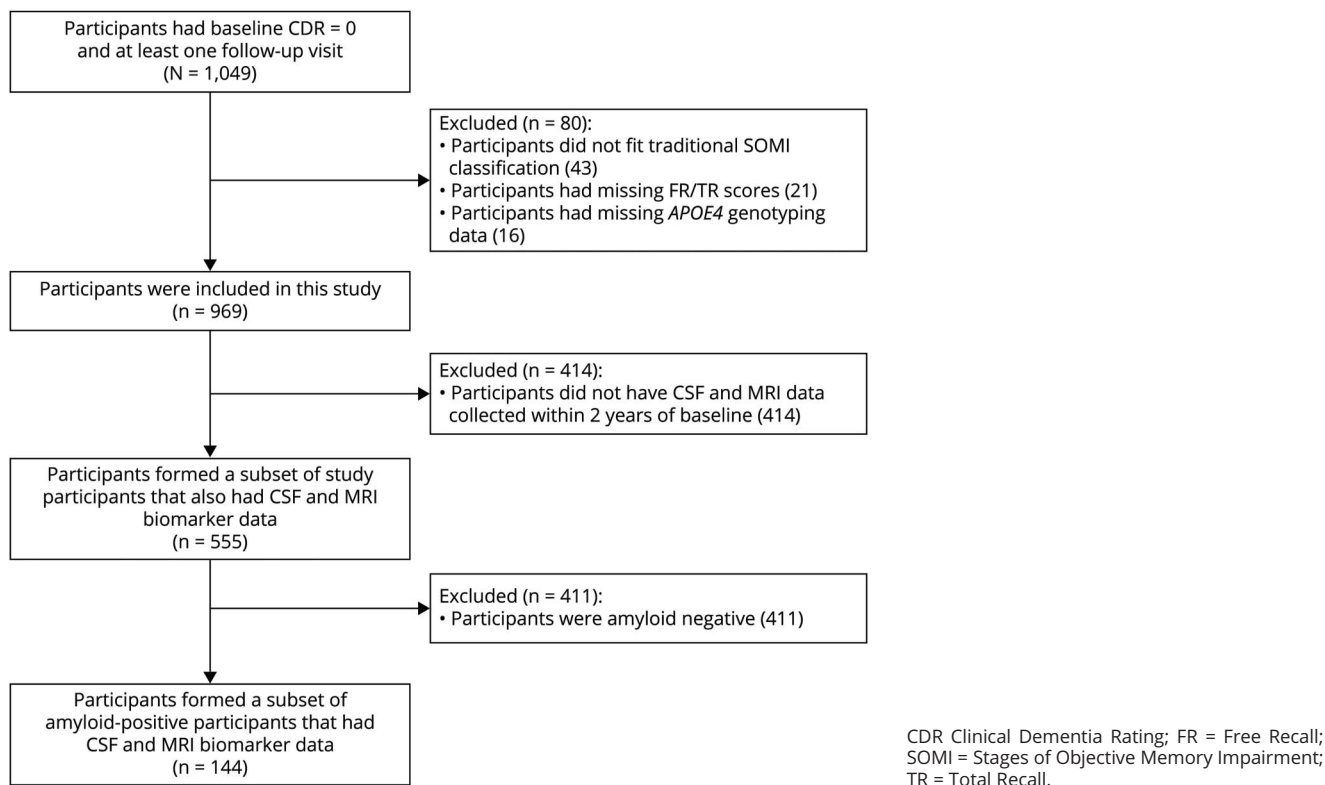 Participants had baseline CDR = 0
and at least one follow-up visit
(N = 1,049)
Excluded (n = 80):
• Participants did not fit traditional SOMI
classification (43)
• Participants had missing FR/TR scores (21)
• Participants had missing APOE4 genotyping
data (16)
Participants were included in this study
(n = 969)
Excluded (n = 414):
• Participants did not have CSF and MRI data
collected within 2 years of baseline (414)
Participants formed a subset of study
participants that also had CSF and MRI
biomarker data
(n = 555)
Excluded (n = 411):
• Participants were amyloid negative (411)
Participants formed a subset of
amyloid-positive participants that had
CSF and MRI biomarker data
(n = 144)
CDR Clinical Dementia Rating; FR = Free Recall;
SOMI = Stages of Objective Memory Impairment;
TR = Total Recall.